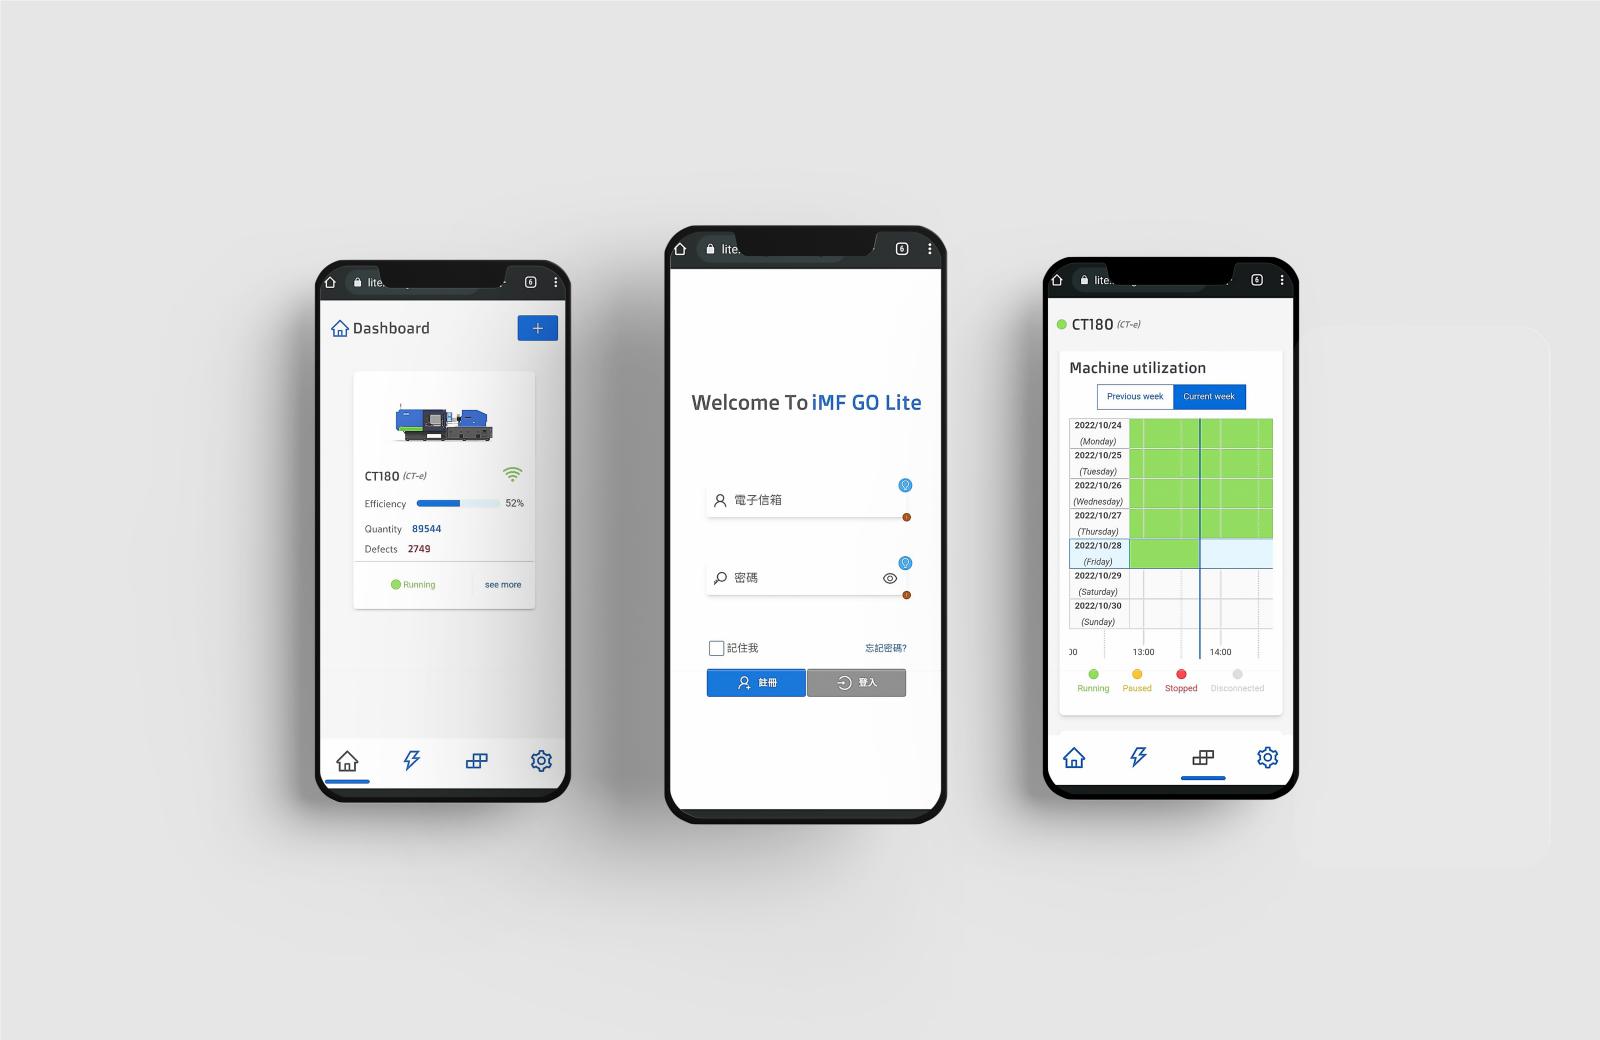 lite.
6
Dashboard
+
CT180 (CT-e)
Efficiency 52%
Quantity 89544
Defects 2749
Running see more
lite.
6
Welcome To iMF GO Lite
電子信箱
密碼
記住我 忘記密碼?
註冊 登入
lite.
6
CT180 (CT-e)
Machine utilization
Previous week Current week
2022/10/24
(Monday)
2022/10/25
(Tuesday)
2022/10/26
(Wednesday)
2022/10/27
(Thursday)
2022/10/28
(Friday)
2022/10/29
(Saturday)
2022/10/30
(Sunday)
00 13:00 14:00
Running Paused Stopped Disconnected